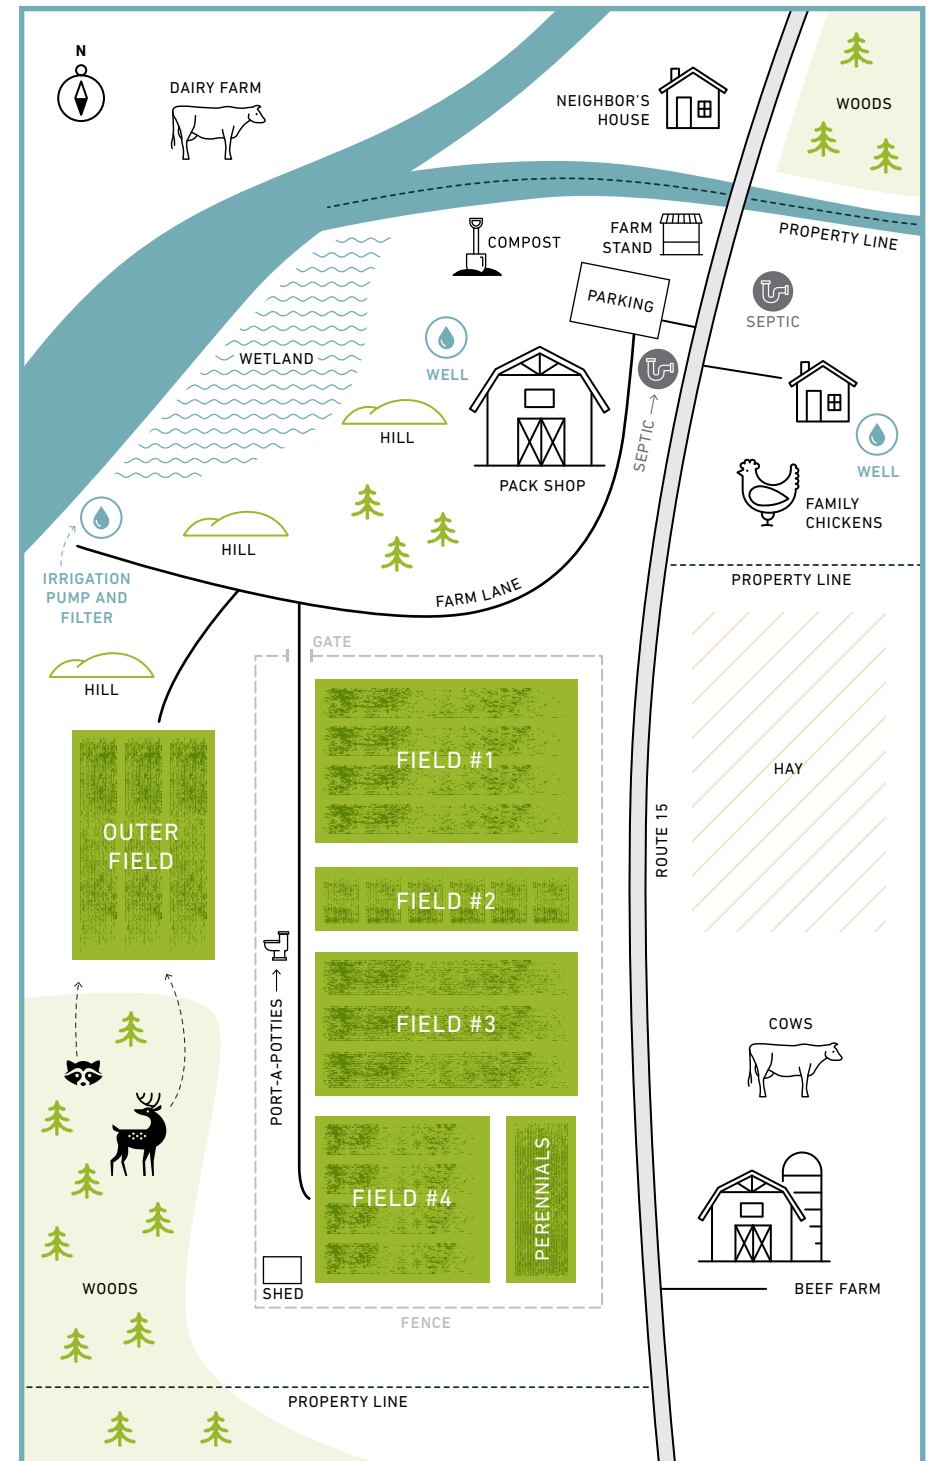 N
DAIRY FARM
NEIGHBOR'S
HOUSE
WOODS
COMPOST
FARM
STAND
PROPERTY LINE
PARKING
SEPTIC
WETLAND
WELL
HILL
SEPTIC
PACK SHOP
WELL
FAMILY
CHICKENS
HILL
IRRIGATION
PUMP AND
FILTER
FARM LANE
PROPERTY LINE
GATE
HILL
FIELD #1
HAY
OUTER
FIELD
ROUTE 15
FIELD #2
PORT-A-POTTIES
FIELD #3
COWS
FIELD #4
PERENNIALS
WOODS
SHED
BEEF FARM
FENCE
PROPERTY LINE